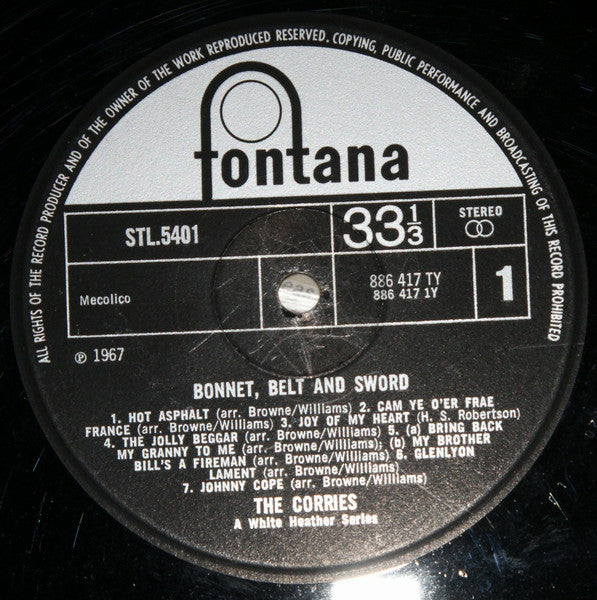 ALL RIGHTS OF THE RECORD PRODUCER AND OF THE OWNER OF THE WORK REPRODUCED RESERVED. COPYING, PUBLIC PERFORMANCE AND BROADCASTING OF THIS RECORD PROHIBITED
fontana
STL.5401
33⅓
STEREO
Mecolico
886 417 TY
886 417 1Y
1
℗ 1967
BONNET, BELT AND SWORD
1. HOT ASPHALT (arr. Browne/Williams) 2. CAM YE O'ER FRAE
FRANCE (arr. Browne/Williams) 3. JOY OF MY HEART (H. S. Robertson)
4. THE JOLLY BEGGAR (arr. Browne/Williams) 5. (a) BRING BACK
MY GRANNY TO ME (arr. Browne/Williams); (b) MY BROTHER
BILL'S A FIREMAN (arr. Browne/Williams) 6. GLENLYON
LAMENT (arr. Browne/Williams)
7. JOHNNY COPE (arr. Browne/Williams)
THE CORRIES
A White Heather Series